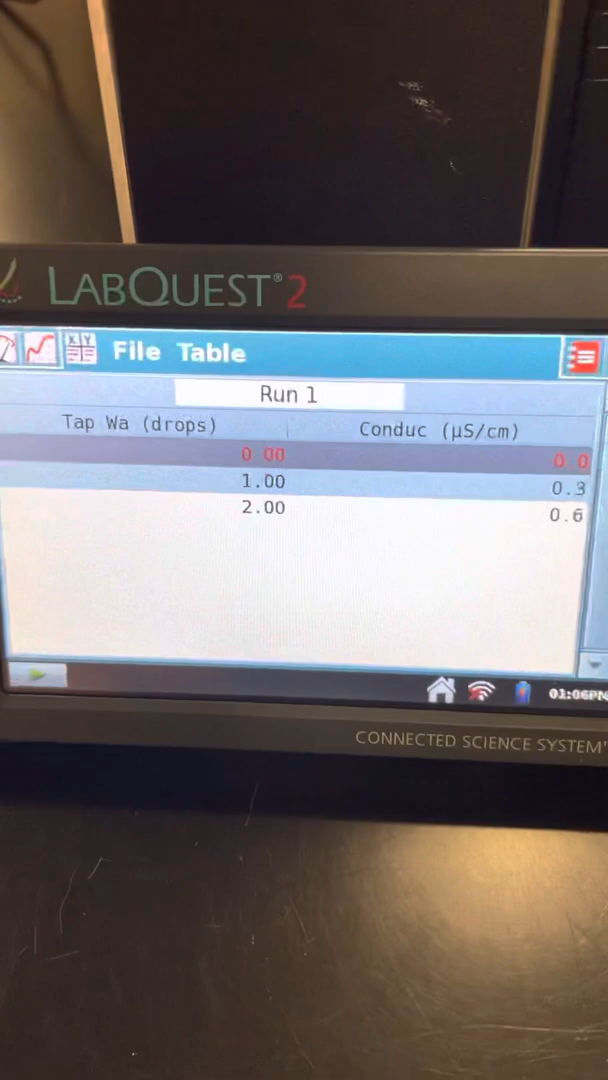 LABQUEST® 2
X Y
File Table
Run 1
Tap Wa (drops) Conduc (µS/cm)
0 00 0 0
1.00 0.3
2.00 0.6
01:06PM
CONNECTED SCIENCE SYSTEM™